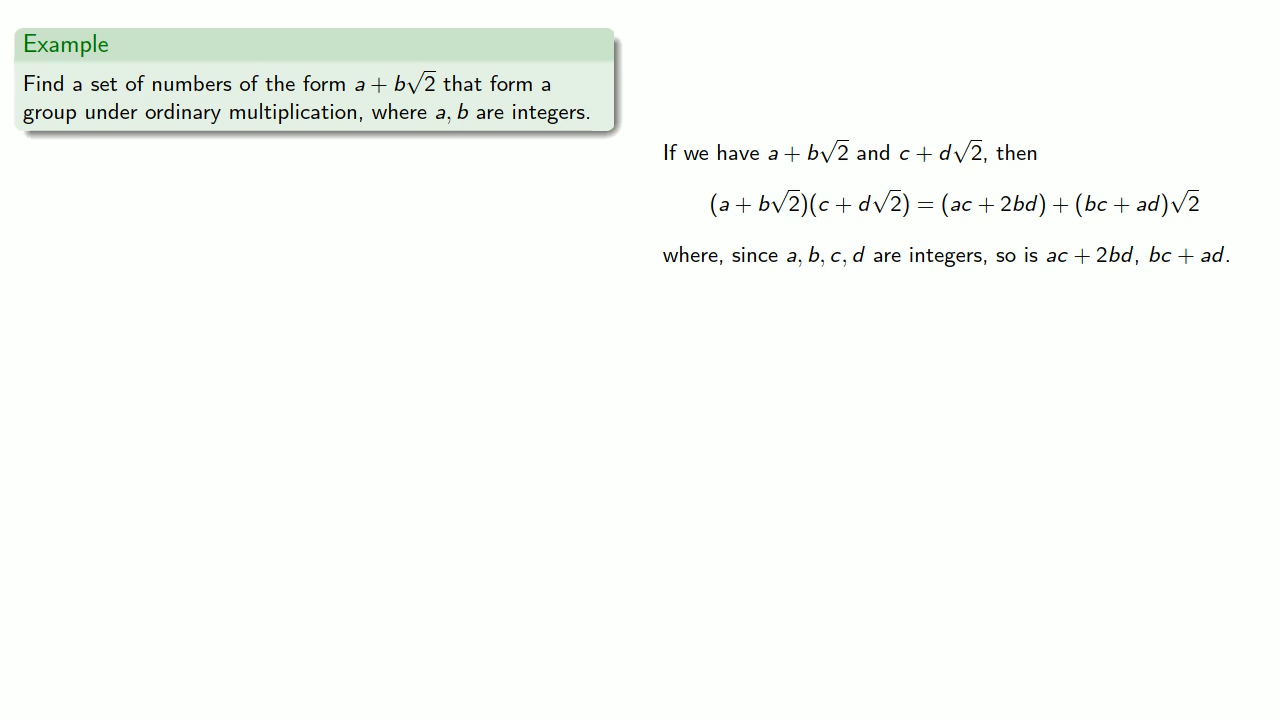 Example
Find a set of numbers of the form a + b√2 that form a
group under ordinary multiplication, where a, b are integers.
If we have a + b√2 and c + d√2, then
(a + b√2)(c + d√2) = (ac + 2bd) + (bc + ad)√2
where, since a, b, c, d are integers, so is ac + 2bd, bc + ad.